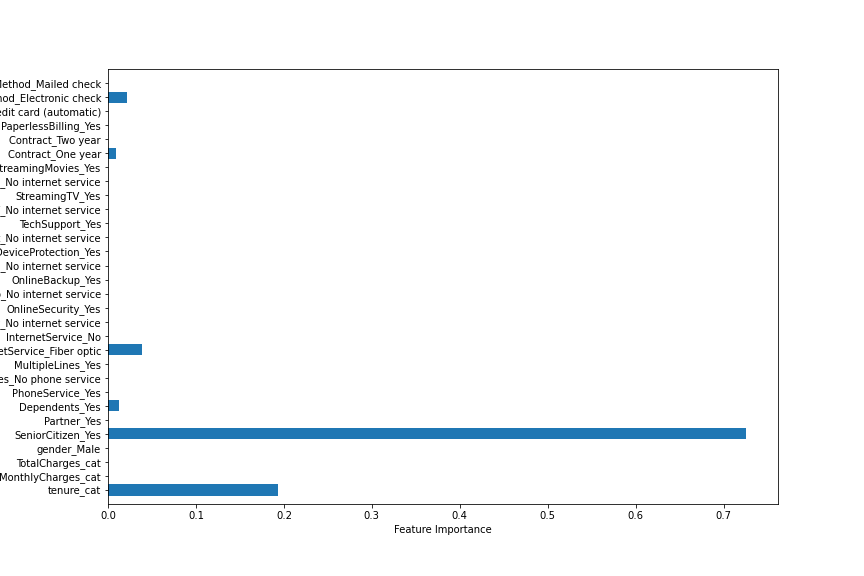 Method_Mailed check
nod_Electronic check
edit card (automatic)
PaperlessBilling_Yes
Contract_Two year
Contract_One year
treamingMovies_Yes
_No internet service
StreamingTV_Yes
_No internet service
TechSupport_Yes
_No internet service
DeviceProtection_Yes
_No internet service
OnlineBackup_Yes
_No internet service
OnlineSecurity_Yes
_No internet service
InternetService_No
etService_Fiber optic
MultipleLines_Yes
es_No phone service
PhoneService_Yes
Dependents_Yes
Partner_Yes
SeniorCitizen_Yes
gender_Male
TotalCharges_cat
MonthlyCharges_cat
tenure_cat
0.0 0.1 0.2 0.3 0.4 0.5 0.6 0.7
Feature Importance